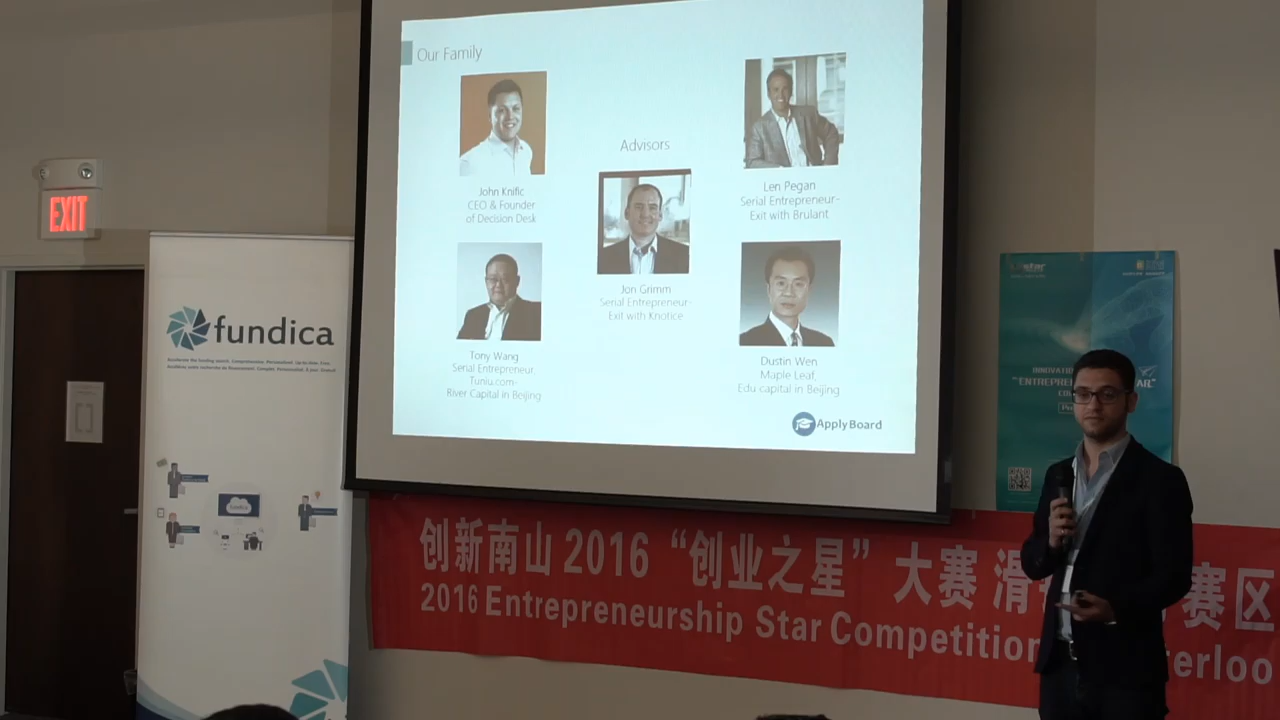 Our Family
John Knific
CEO & Founder
of Decision Desk
Advisors
Len Pegan
Serial Entrepreneur-
Exit with Brulant
Jon Grimm
Serial Entrepreneur-
Exit with Knotice
Tony Wang
Serial Entrepreneur
Tuniu.com-
River Capital in Beijing
Dustin Wen
Maple Leaf,
Edu capital in Beijing
ApplyBoard
EXIT
fundica
INNOVATION
"ENTREPRE
创新南山 2016 “创业之星” 大赛 滑 赛区
2016 Entrepreneurship Star Competition terloo